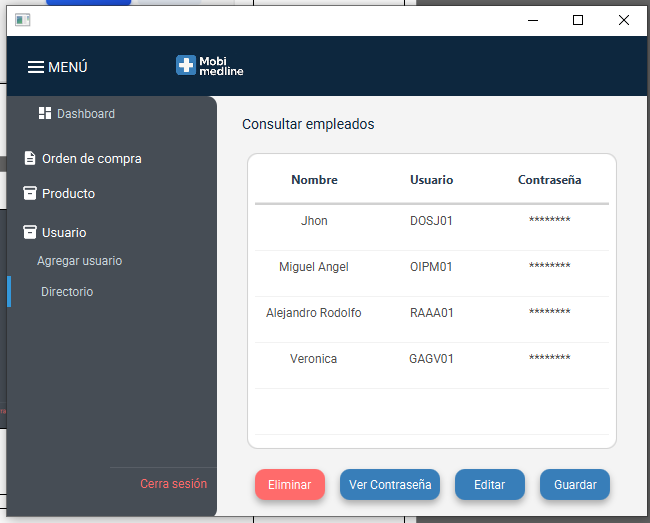 MENÚ
Mobi
medline
Dashboard
Orden de compra
Producto
Usuario
Agregar usuario
Directorio
Cerra sesión
Consultar empleados
Nombre Usuario Contraseña
Jhon DOSJ01 ********
Miguel Angel OIPM01 ********
Alejandro Rodolfo RAAA01 ********
Veronica GAGV01 ********
Eliminar Ver Contraseña Editar Guardar